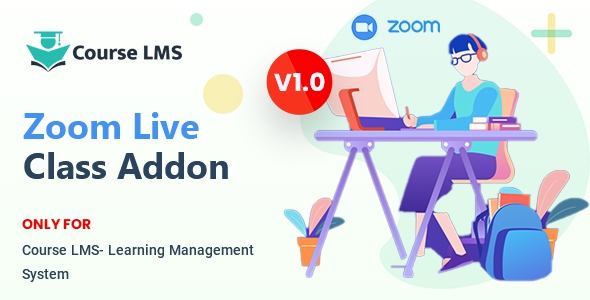 Course LMS
zoom
V1.0
Zoom Live
Class Addon
ONLY FOR
Course LMS- Learning Management
System